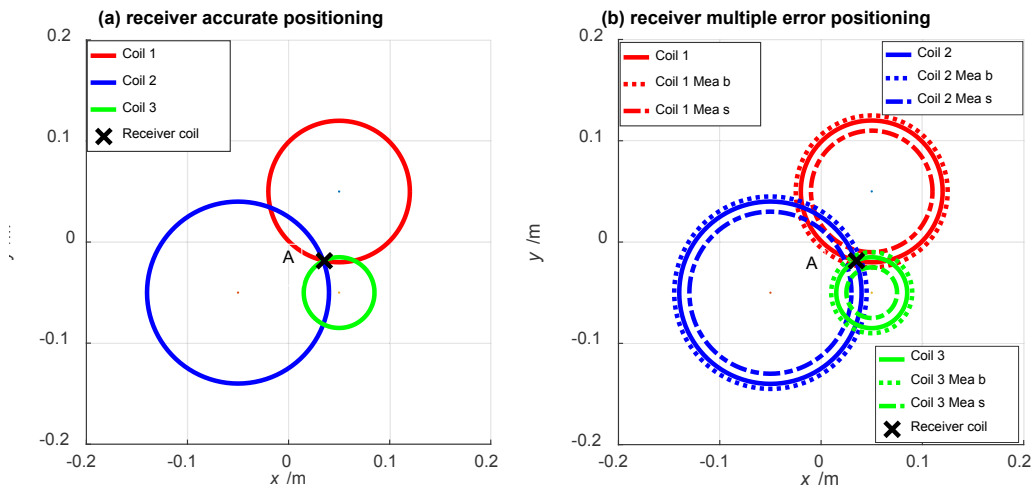 (a) receiver accurate positioning
0.2
0.1
0
-0.1
-0.2
-0.2
-0.1
0
0.1
0.2
x /m
Coil 1
Coil 2
Coil 3
Receiver coil
A
(b) receiver multiple error positioning
0.2
0.1
0
-0.1
-0.2
-0.2
-0.1
0
0.1
0.2
x /m
y /m
Coil 1
Coil 1 Mea b
Coil 1 Mea s
Coil 2
Coil 2 Mea b
Coil 2 Mea s
A
Coil 3
Coil 3 Mea b
Coil 3 Mea s
Receiver coil